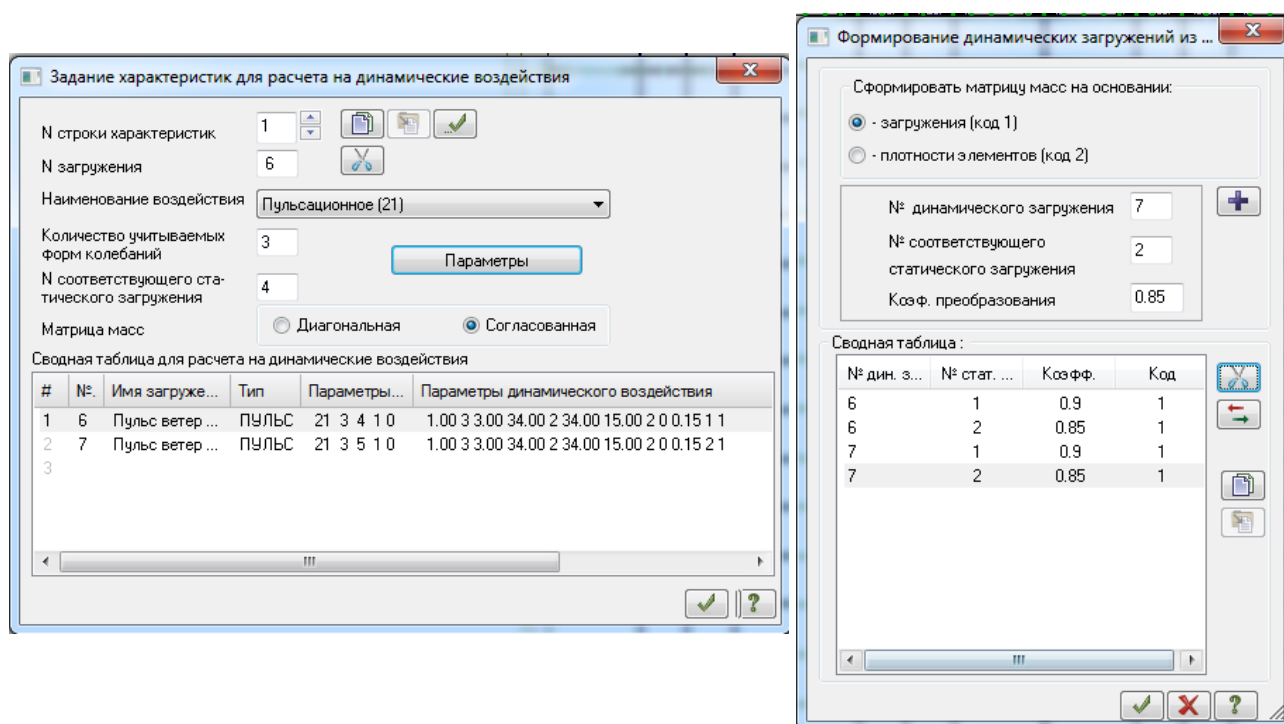 Задание характеристик для расчета на динамические воздействия
N строки характеристик 1
N загружения 6
Наименование воздействия Пульсационное (21)
Количество учитываемых
форм колебаний 3
Параметры
N соответствующего ста-
тического загружения 4
Матрица масс Диагональная Согласованная
Сводная таблица для расчета на динамические воздействия
# №. Имя загруже... Тип Параметры... Параметры динамического воздействия
1 6 Пульс ветер ... ПУЛЬС 21 3 4 1 0 1.00 3 3.00 34.00 2 34.00 15.00 2 0 0.15 1 1
2 7 Пульс ветер ... ПУЛЬС 21 3 5 1 0 1.00 3 3.00 34.00 2 34.00 15.00 2 0 0.15 2 1
3
Формирование динамических загружений из ...
Сформировать матрицу масс на основании:
- загружения (код 1)
- плотности элементов (код 2)
№ динамического загружения 7
№ соответствующего
статического загружения 2
Коэф. преобразования 0.85
Сводная таблица :
№ дин. з... № стат. ... Коэфф. Код
6 1 0.9 1
6 2 0.85 1
7 1 0.9 1
7 2 0.85 1